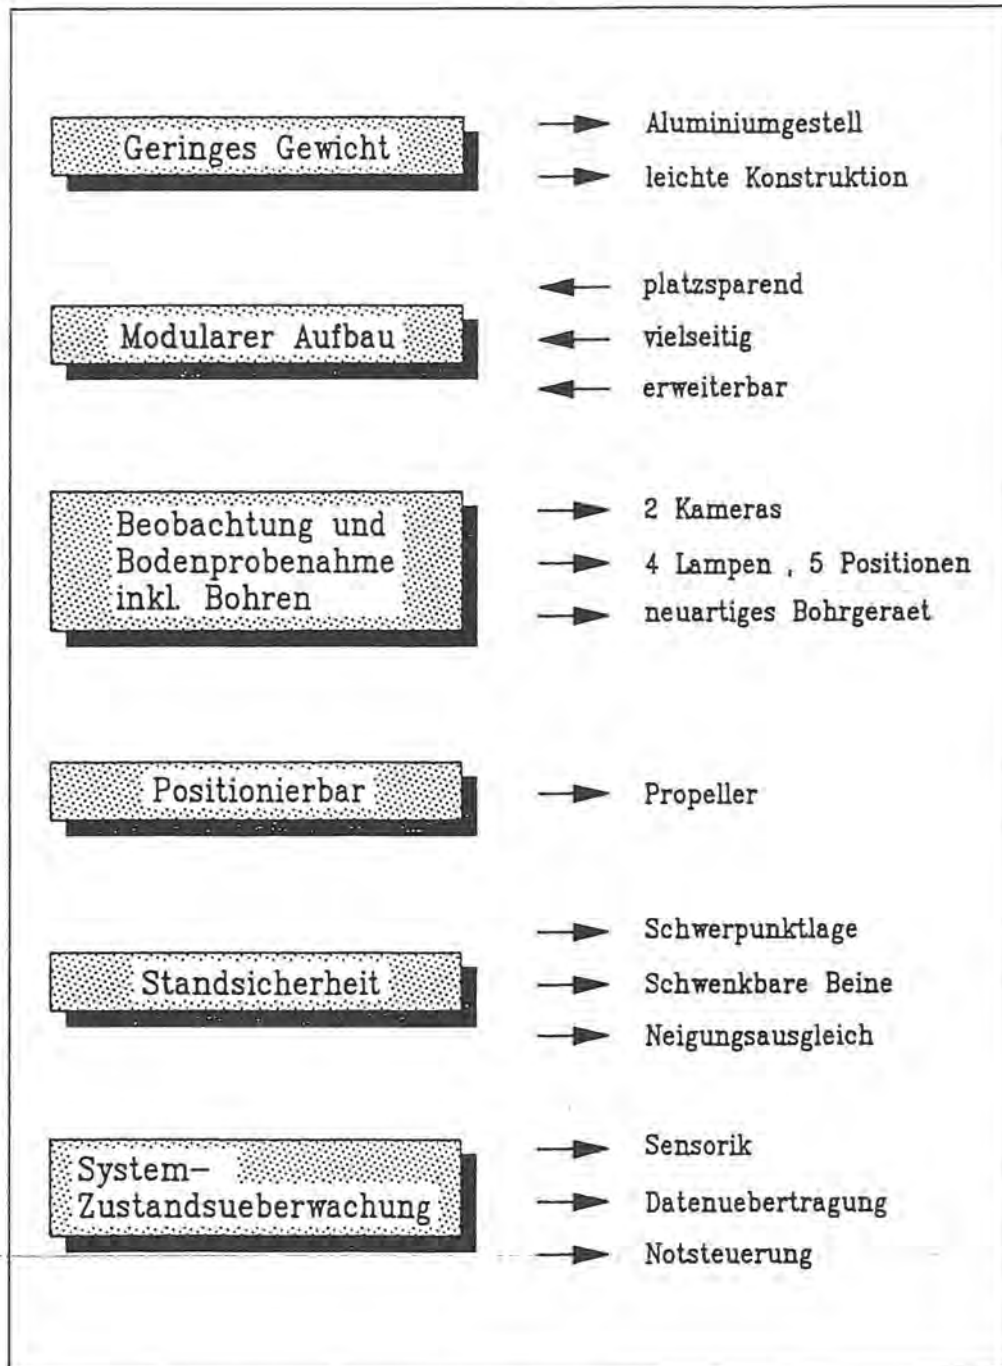 Geringes Gewicht
Aluminiumgestell
leichte Konstruktion
Modularer Aufbau
platzsparend
vielseitig
erweiterbar
Beobachtung und
Bodenprobenahme
inkl. Bohren
2 Kameras
4 Lampen , 5 Positionen
neuartiges Bohrgeraet
Positionierbar
Propeller
Standsicherheit
Schwerpunktlage
Schwenkbare Beine
Neigungsausgleich
System-
Zustandsueberwachung
Sensorik
Datenuebertragung
Notsteuerung